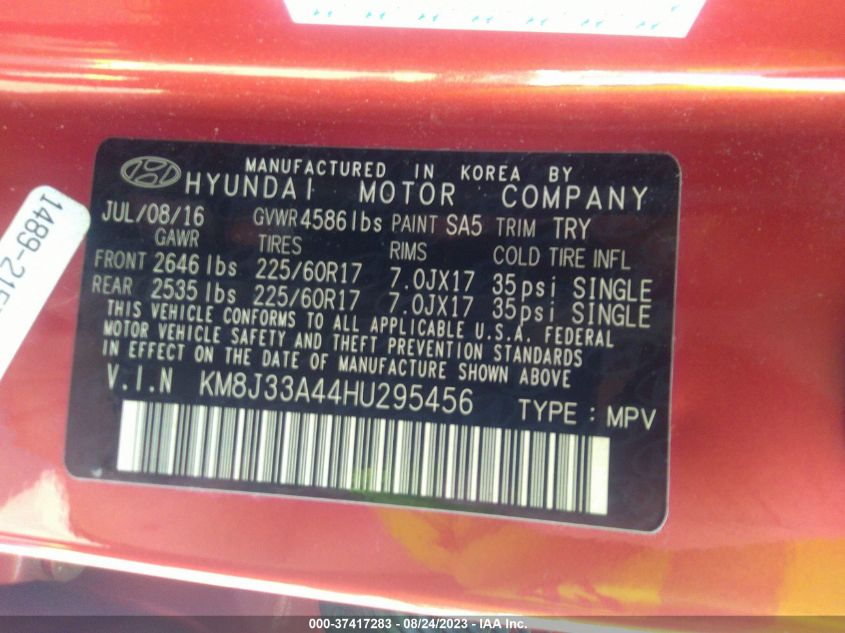 MANUFACTURED IN KOREA BY
HYUNDAI MOTOR COMPANY
JUL/08/16 GVWR 4586 lbs PAINT SA5 TRIM TRY
GAWR TIRES RIMS COLD TIRE INFL
FRONT 2646 lbs 225/60R17 7.0JX17 35psi SINGLE
REAR 2535 lbs 225/60R17 7.0JX17 35psi SINGLE
THIS VEHICLE CONFORMS TO ALL APPLICABLE U.S.A. FEDERAL
MOTOR VEHICLE SAFETY AND THEFT PREVENTION STANDARDS
IN EFFECT ON THE DATE OF MANUFACTURE SHOWN ABOVE
V.I.N KM8J33A44HU295456 TYPE : MPV
000-37417283 - 08/24/2023 - Copyright © 2023, IAA, Inc.